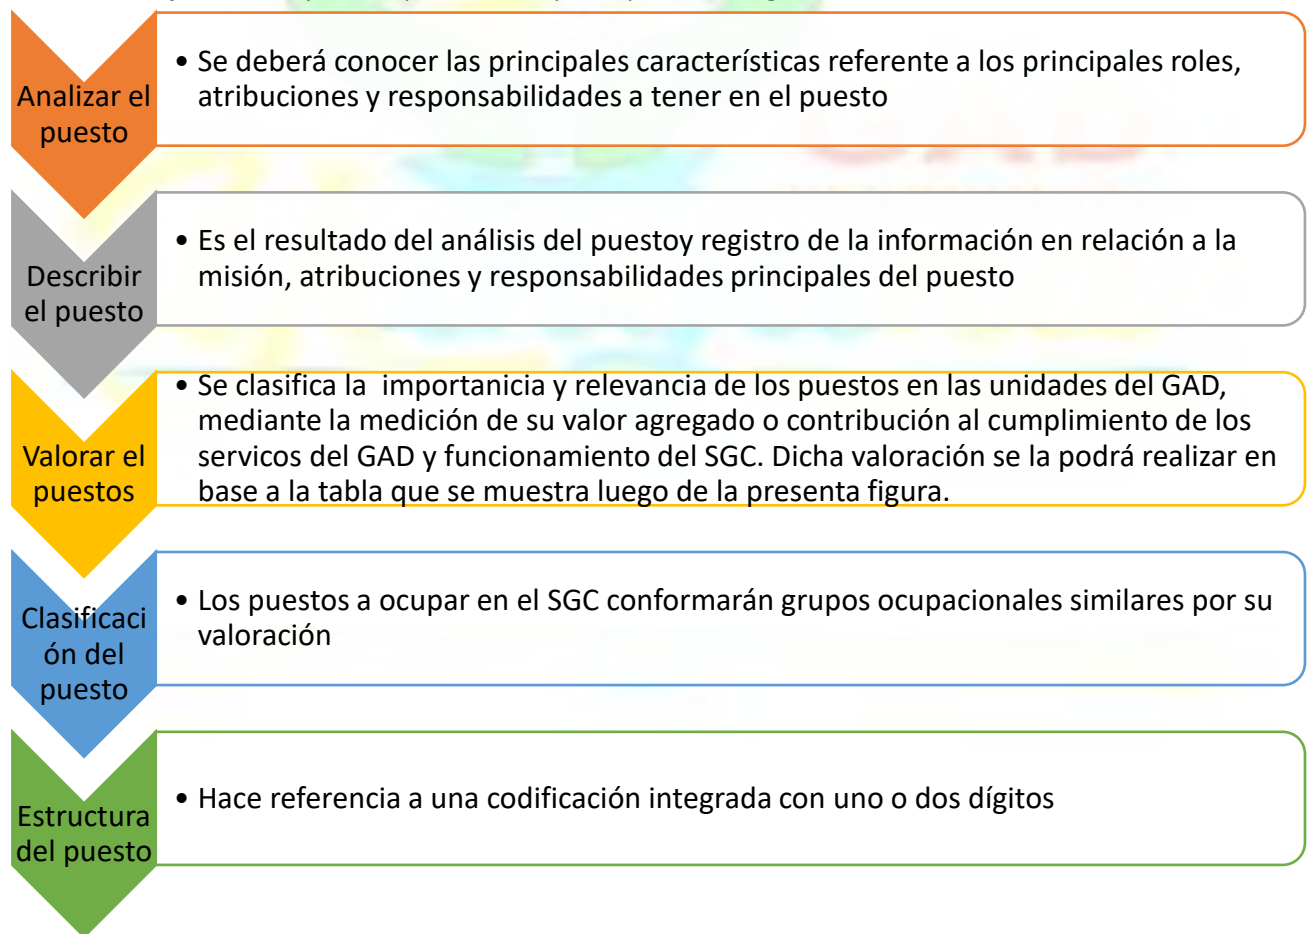 Analizar el
puesto
• Se deberá conocer las principales características referente a los principales roles,
atribuciones y responsabilidades a tener en el puesto
Describir
el puesto
• Es el resultado del análisis del puestoy registro de la información en relación a la
misión, atribuciones y responsabilidades principales del puesto
Valorar el
puestos
• Se clasifica la importanicia y relevancia de los puestos en las unidades del GAD,
mediante la medición de su valor agregado o contribución al cumplimiento de los
servicos del GAD y funcionamiento del SGC. Dicha valoración se la podrá realizar en
base a la tabla que se muestra luego de la presenta figura.
Clasificaci
ón del
puesto
• Los puestos a ocupar en el SGC conformarán grupos ocupacionales similares por su
valoración
Estructura
del puesto
• Hace referencia a una codificación integrada con uno o dos dígitos